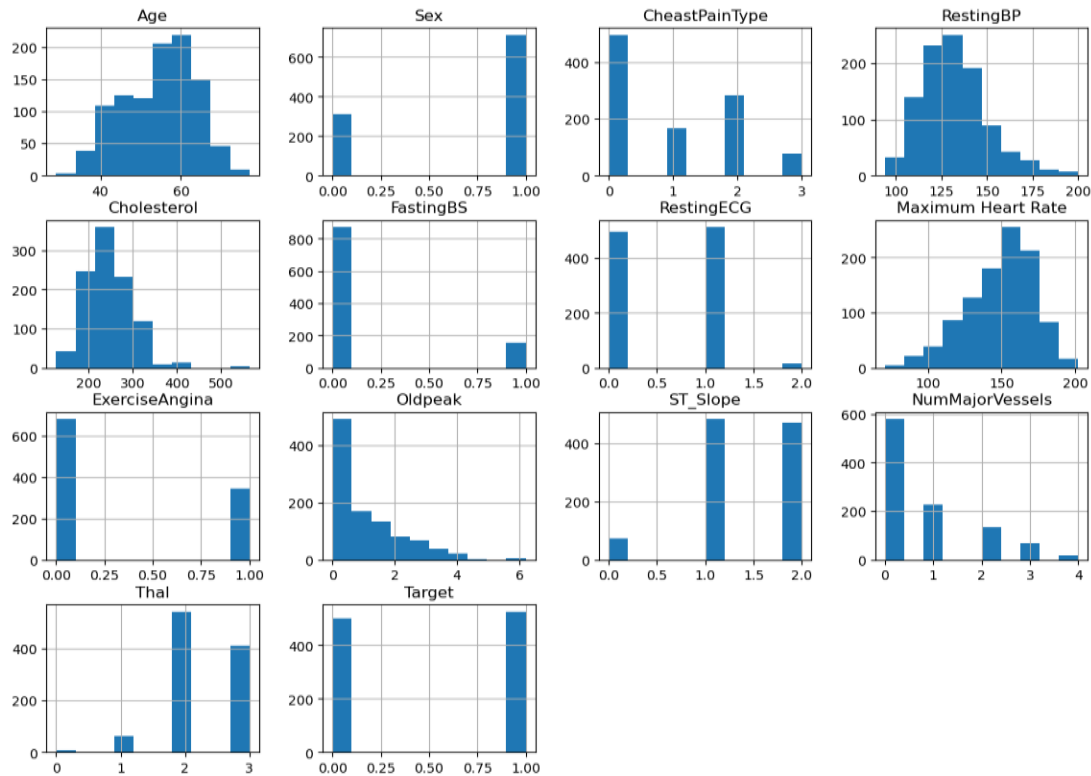 Age Sex CheastPainType RestingBP
200 150 100 50 0
40 60
600 400 200 0
0.00 0.25 0.50 0.75 1.00
400 200 0
0 1 2 3
200 100 0
100 125 150 175 200
Cholesterol FastingBS RestingECG Maximum Heart Rate
300 200 100 0
200 300 400 500
800 600 400 200 0
0.00 0.25 0.50 0.75 1.00
400 200 0
0.0 0.5 1.0 1.5 2.0
200 100 0
100 150 200
ExerciseAngina Oldpeak ST_Slope NumMajorVessels
600 400 200 0
0.00 0.25 0.50 0.75 1.00
400 200 0
0 2 4 6
400 200 0
0.0 0.5 1.0 1.5 2.0
600 400 200 0
0 1 2 3 4
Thal Target
400 200 0
0 1 2 3
400 200 0
0.00 0.25 0.50 0.75 1.00